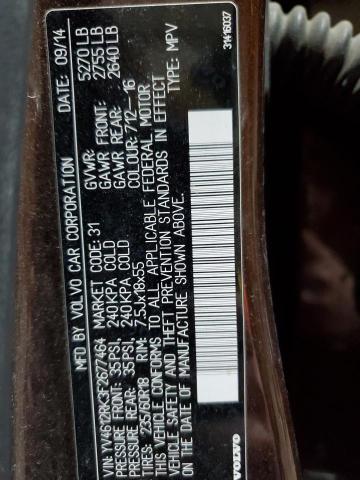 MFD BY VOLVO CAR CORPORATION DATE: 09/14
GVWR: 5270 LB
GAWR FRONT: 2755 LB
GAWR REAR: 2640 LB
VIN: YV4612RK3F2677464 MARKET CODE: 31 COLOUR: 712--16
PRESSURE FRONT: 35PSI, 240KPA COLD
PRESSURE REAR: 35PSI, 240KPA COLD
TIRES: 235/60R18 RIM: 7.5Jx18x55
THIS VEHICLE CONFORMS TO ALL APPLICABLE FEDERAL MOTOR
VEHICLE SAFETY AND THEFT PREVENTION STANDARDS IN EFFECT
ON DATE OF MANUFACTURE SHOWN ABOVE. TYPE: MPV
VOLVO
31416037